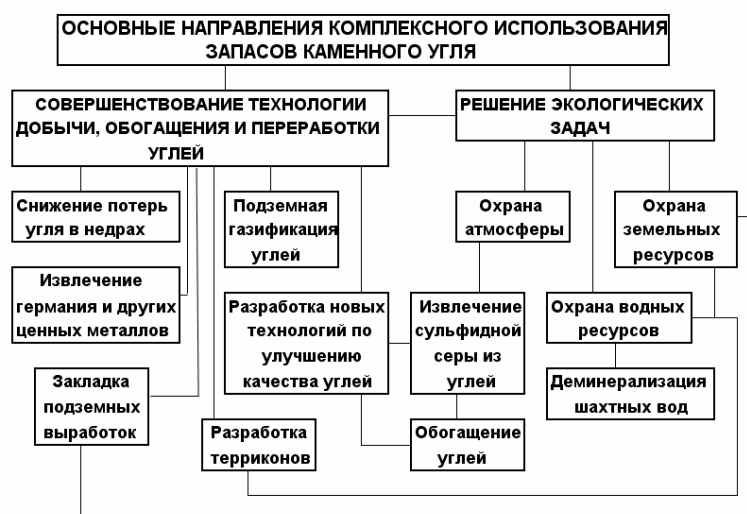 ОСНОВНЫЕ НАПРАВЛЕНИЯ КОМПЛЕКСНОГО ИСПОЛЬЗОВАНИЯ
ЗАПАСОВ КАМЕННОГО УГЛЯ
СОВЕРШЕНСТВОВАНИЕ ТЕХНОЛОГИИ
ДОБЫЧИ, ОБОГАЩЕНИЯ И ПЕРЕРАБОТКИ
УГЛЕЙ
РЕШЕНИЕ ЭКОЛОГИЧЕСКИХ
ЗАДАЧ
Снижение потерь
угля в недрах
Подземная
газификация
углей
Охрана
атмосферы
Охрана
земельных
ресурсов
Извлечение
германия и других
ценных металлов
Разработка новых
технологий по
улучшению
качества углей
Извлечение
сульфидной
серы из
углей
Охрана водных
ресурсов
Закладка
подземных
выработок
Разработка
терриконов
Обогащение
углей
Деминерализация
шахтных вод